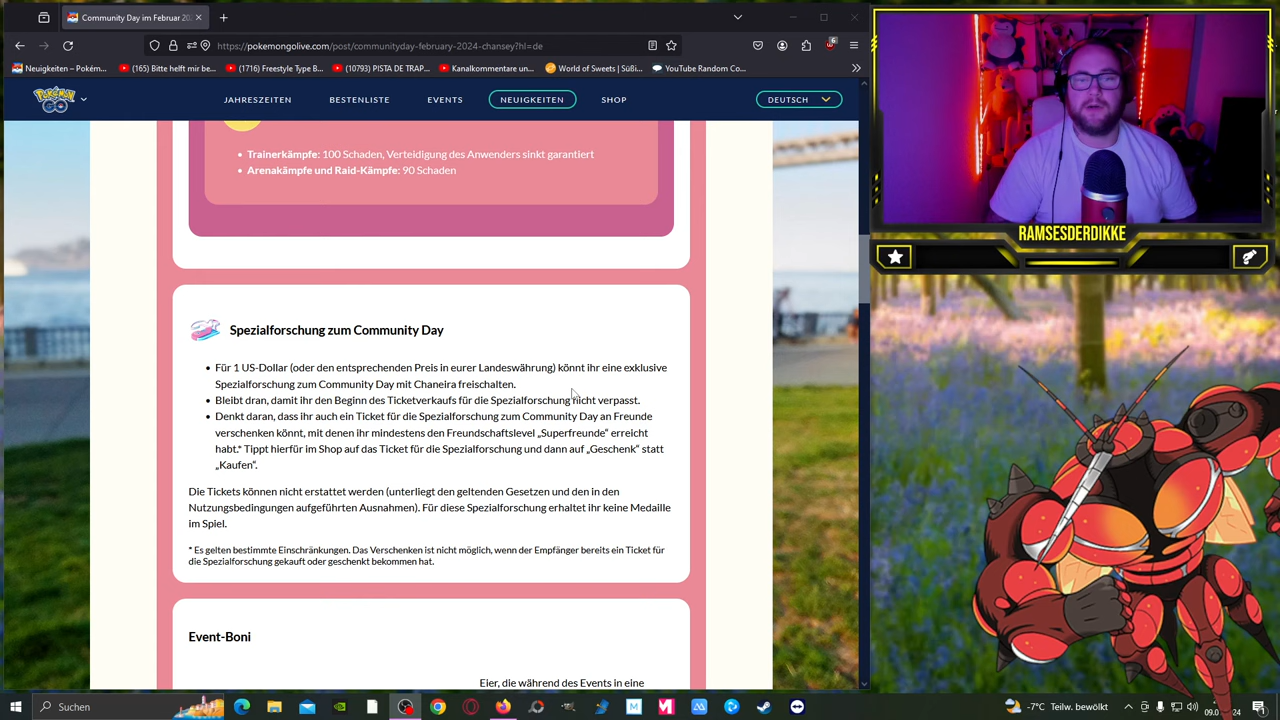 Community Day im Februar 202
https://pokemongolive.com/post/communityday-february-2024-chansey?hl=de
6
Neuigkeiten – Pokém...
(165) Bitte helft mir be...
(1716) Freestyle Type B...
(10793) PISTA DE TRAP...
Kanalkommentare un...
World of Sweets | Süßi...
YouTube Random Co...
Pokémon GO
JAHRESZEITEN
BESTENLISTE
EVENTS
NEUIGKEITEN
SHOP
DEUTSCH
• Trainerkämpfe: 100 Schaden, Verteidigung des Anwenders sinkt garantiert
• Arenakämpfe und Raid-Kämpfe: 90 Schaden
Spezialforschung zum Community Day
• Für 1 US-Dollar (oder den entsprechenden Preis in eurer Landeswährung) könnt ihr eine exklusive
Spezialforschung zum Community Day mit Chaneira freischalten.
• Bleibt dran, damit ihr den Beginn des Ticketverkaufs für die Spezialforschung nicht verpasst.
• Denkt daran, dass ihr auch ein Ticket für die Spezialforschung zum Community Day an Freunde
verschenken könnt, mit denen ihr mindestens den Freundschaftslevel „Superfreunde“ erreicht
habt.* Tippt hierfür im Shop auf das Ticket für die Spezialforschung und dann auf „Geschenk“ statt
„Kaufen“.
Die Tickets können nicht erstattet werden (unterliegt den geltenden Gesetzen und den in den
Nutzungsbedingungen aufgeführten Ausnahmen). Für diese Spezialforschung erhaltet ihr keine Medaille
im Spiel.
* Es gelten bestimmte Einschränkungen. Das Verschenken ist nicht möglich, wenn der Empfänger bereits ein Ticket für
die Spezialforschung gekauft oder geschenkt bekommen hat.
Event-Boni
Eier, die während des Events in eine
RAMSESDERDIKKE
Suchen
-7°C Teilweise bewölkt